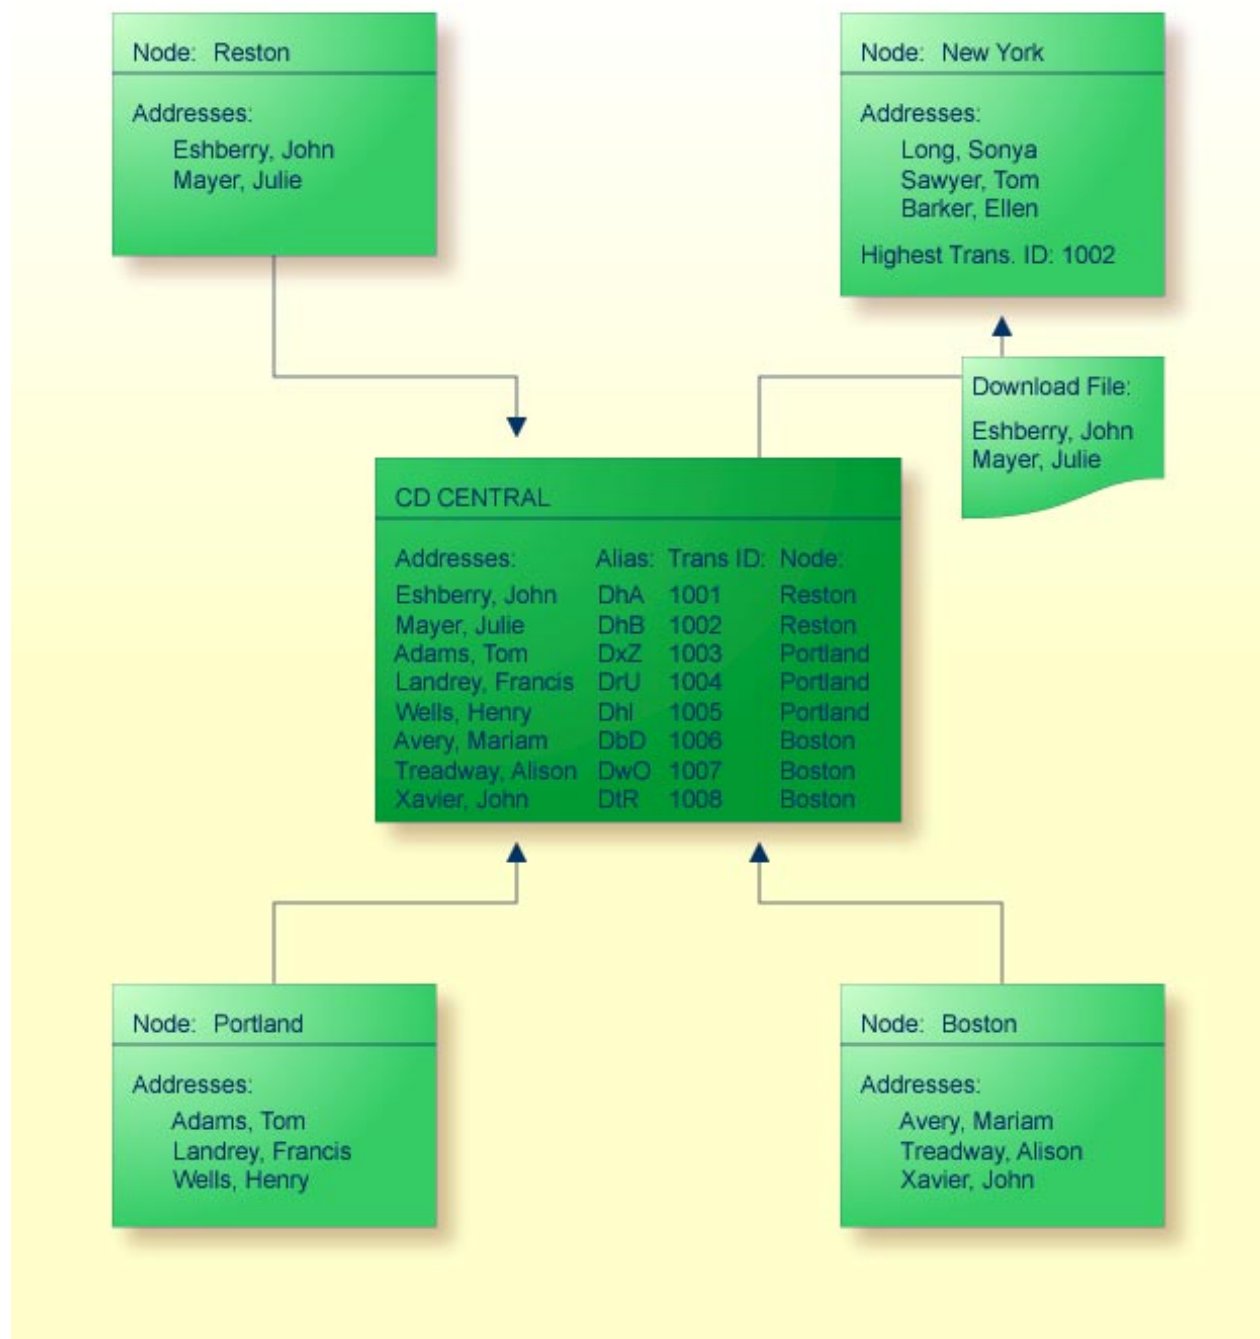 Node: Reston
Addresses:
Eshberry, John
Mayer, Julie
Node: New York
Addresses:
Long, Sonya
Sawyer, Tom
Barker, Ellen
Highest Trans. ID: 1002
Download File:
Eshberry, John
Mayer, Julie
CD CENTRAL
Addresses: Alias: Trans ID: Node:
Eshberry, John DhA 1001 Reston
Mayer, Julie DhB 1002 Reston
Adams, Tom DxZ 1003 Portland
Landrey, Francis DrU 1004 Portland
Wells, Henry DhI 1005 Portland
Avery, Mariam DbD 1006 Boston
Treadway, Alison DwO 1007 Boston
Xavier, John DtR 1008 Boston
Node: Portland
Addresses:
Adams, Tom
Landrey, Francis
Wells, Henry
Node: Boston
Addresses:
Avery, Mariam
Treadway, Alison
Xavier, John